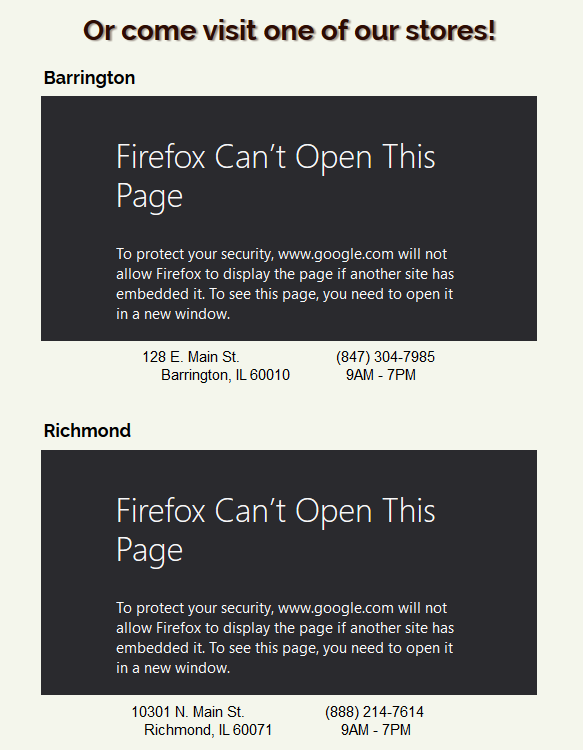 Or come visit one of our stores!
Barrington
Firefox Can’t Open This
Page
To protect your security, www.google.com will not
allow Firefox to display the page if another site has
embedded it. To see this page, you need to open it
in a new window.
128 E. Main St. (847) 304-7985
Barrington, IL 60010 9AM - 7PM
Richmond
Firefox Can’t Open This
Page
To protect your security, www.google.com will not
allow Firefox to display the page if another site has
embedded it. To see this page, you need to open it
in a new window.
10301 N. Main St. (888) 214-7614
Richmond, IL 60071 9AM - 7PM